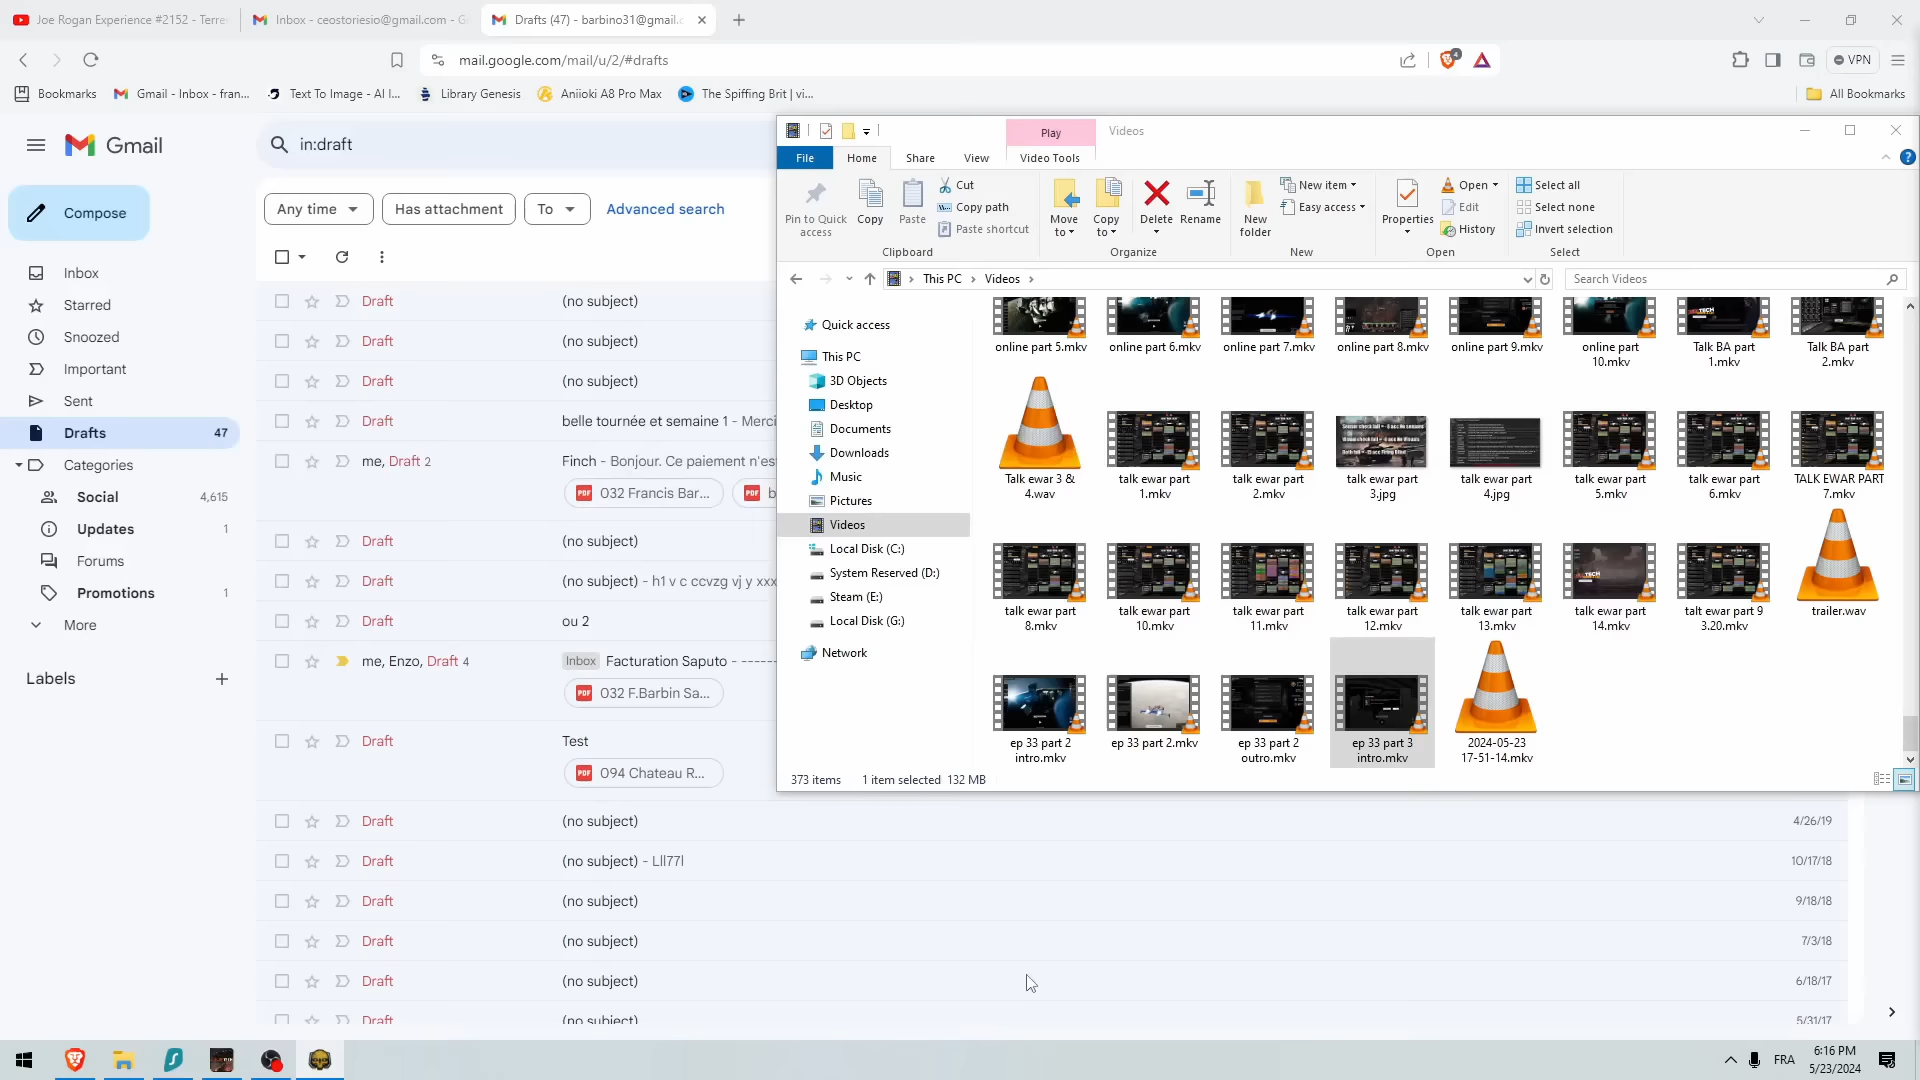 Joe Rogan Experience #2152 - Terre
Inbox - ceostoriesio@gmail.com - G
Drafts (47) - barbino31@gmail.c
mail.google.com/mail/u/2/#drafts
4
VPN
Bookmarks
Gmail - Inbox - fran...
Text To Image - AI I...
Library Genesis
Aniioki A8 Pro Max
The Spiffing Brit | vi...
All Bookmarks
Gmail
in:draft
Compose
Any time
Has attachment
To
Advanced search
Inbox
Starred
Snoozed
Important
Sent
Drafts 47
Categories
Social 4,615
Updates 1
Forums
Promotions 1
More
Labels
Draft (no subject)
Draft (no subject)
Draft (no subject)
Draft belle tournée et semaine 1 - Merci
me, Draft 2 Finch - Bonjour. Ce paiement n'es
PDF 032 Francis Bar... PDF b
Draft (no subject)
Draft (no subject) - h1 v c ccvzg vj y xxx
Draft ou 2
me, Enzo, Draft 4 Inbox Facturation Saputo - ------
PDF 032 F.Barbin Sa...
Draft Test
PDF 094 Chateau R...
Draft (no subject) 4/26/19
Draft (no subject) - Lll77l 10/17/18
Draft (no subject) 9/18/18
Draft (no subject) 7/3/18
Draft (no subject) 6/18/17
Draft (no subject) 5/31/17
Play
Videos
File
Home
Share
View
Video Tools
Pin to Quick access
Copy
Paste
Cut
Copy path
Paste shortcut
Clipboard
Move to
Copy to
Delete
Rename
Organize
New folder
New item
Easy access
New
Properties
Open
Edit
History
Open
Select all
Select none
Invert selection
Select
This PC
Videos
Search Videos
Quick access
This PC
3D Objects
Desktop
Documents
Downloads
Music
Pictures
Videos
Local Disk (C:)
System Reserved (D:)
Steam (E:)
Local Disk (G:)
Network
online part 5.mkv
online part 6.mkv
online part 7.mkv
online part 8.mkv
online part 9.mkv
online part 10.mkv
Talk BA part 1.mkv
Talk BA part 2.mkv
Talk ewar 3 & 4.wav
talk ewar part 1.mkv
talk ewar part 2.mkv
talk ewar part 3.jpg
talk ewar part 4.jpg
talk ewar part 5.mkv
talk ewar part 6.mkv
TALK EWAR PART 7.mkv
talk ewar part 8.mkv
talk ewar part 10.mkv
talk ewar part 11.mkv
talk ewar part 12.mkv
talk ewar part 13.mkv
talk ewar part 14.mkv
talt ewar part 9 3.20.mkv
trailer.wav
ep 33 part 2 intro.mkv
ep 33 part 2.mkv
ep 33 part 2 outro.mkv
ep 33 part 3 intro.mkv
2024-05-23 17-51-14.mkv
373 items
1 item selected 132 MB
FRA
6:16 PM
5/23/2024